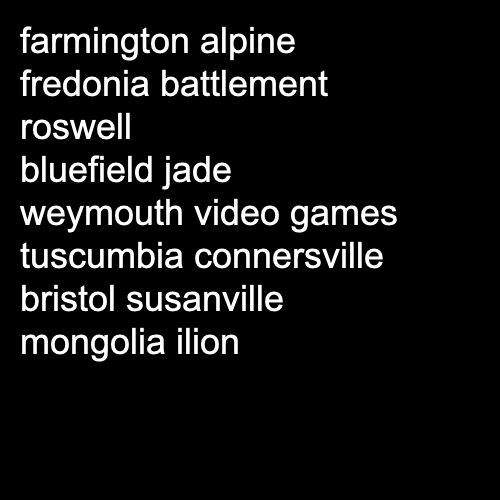 farmington alpine
fredonia battlement
roswell
bluefield jade
weymouth video games
tuscumbia connersville
bristol susanville
mongolia ilion